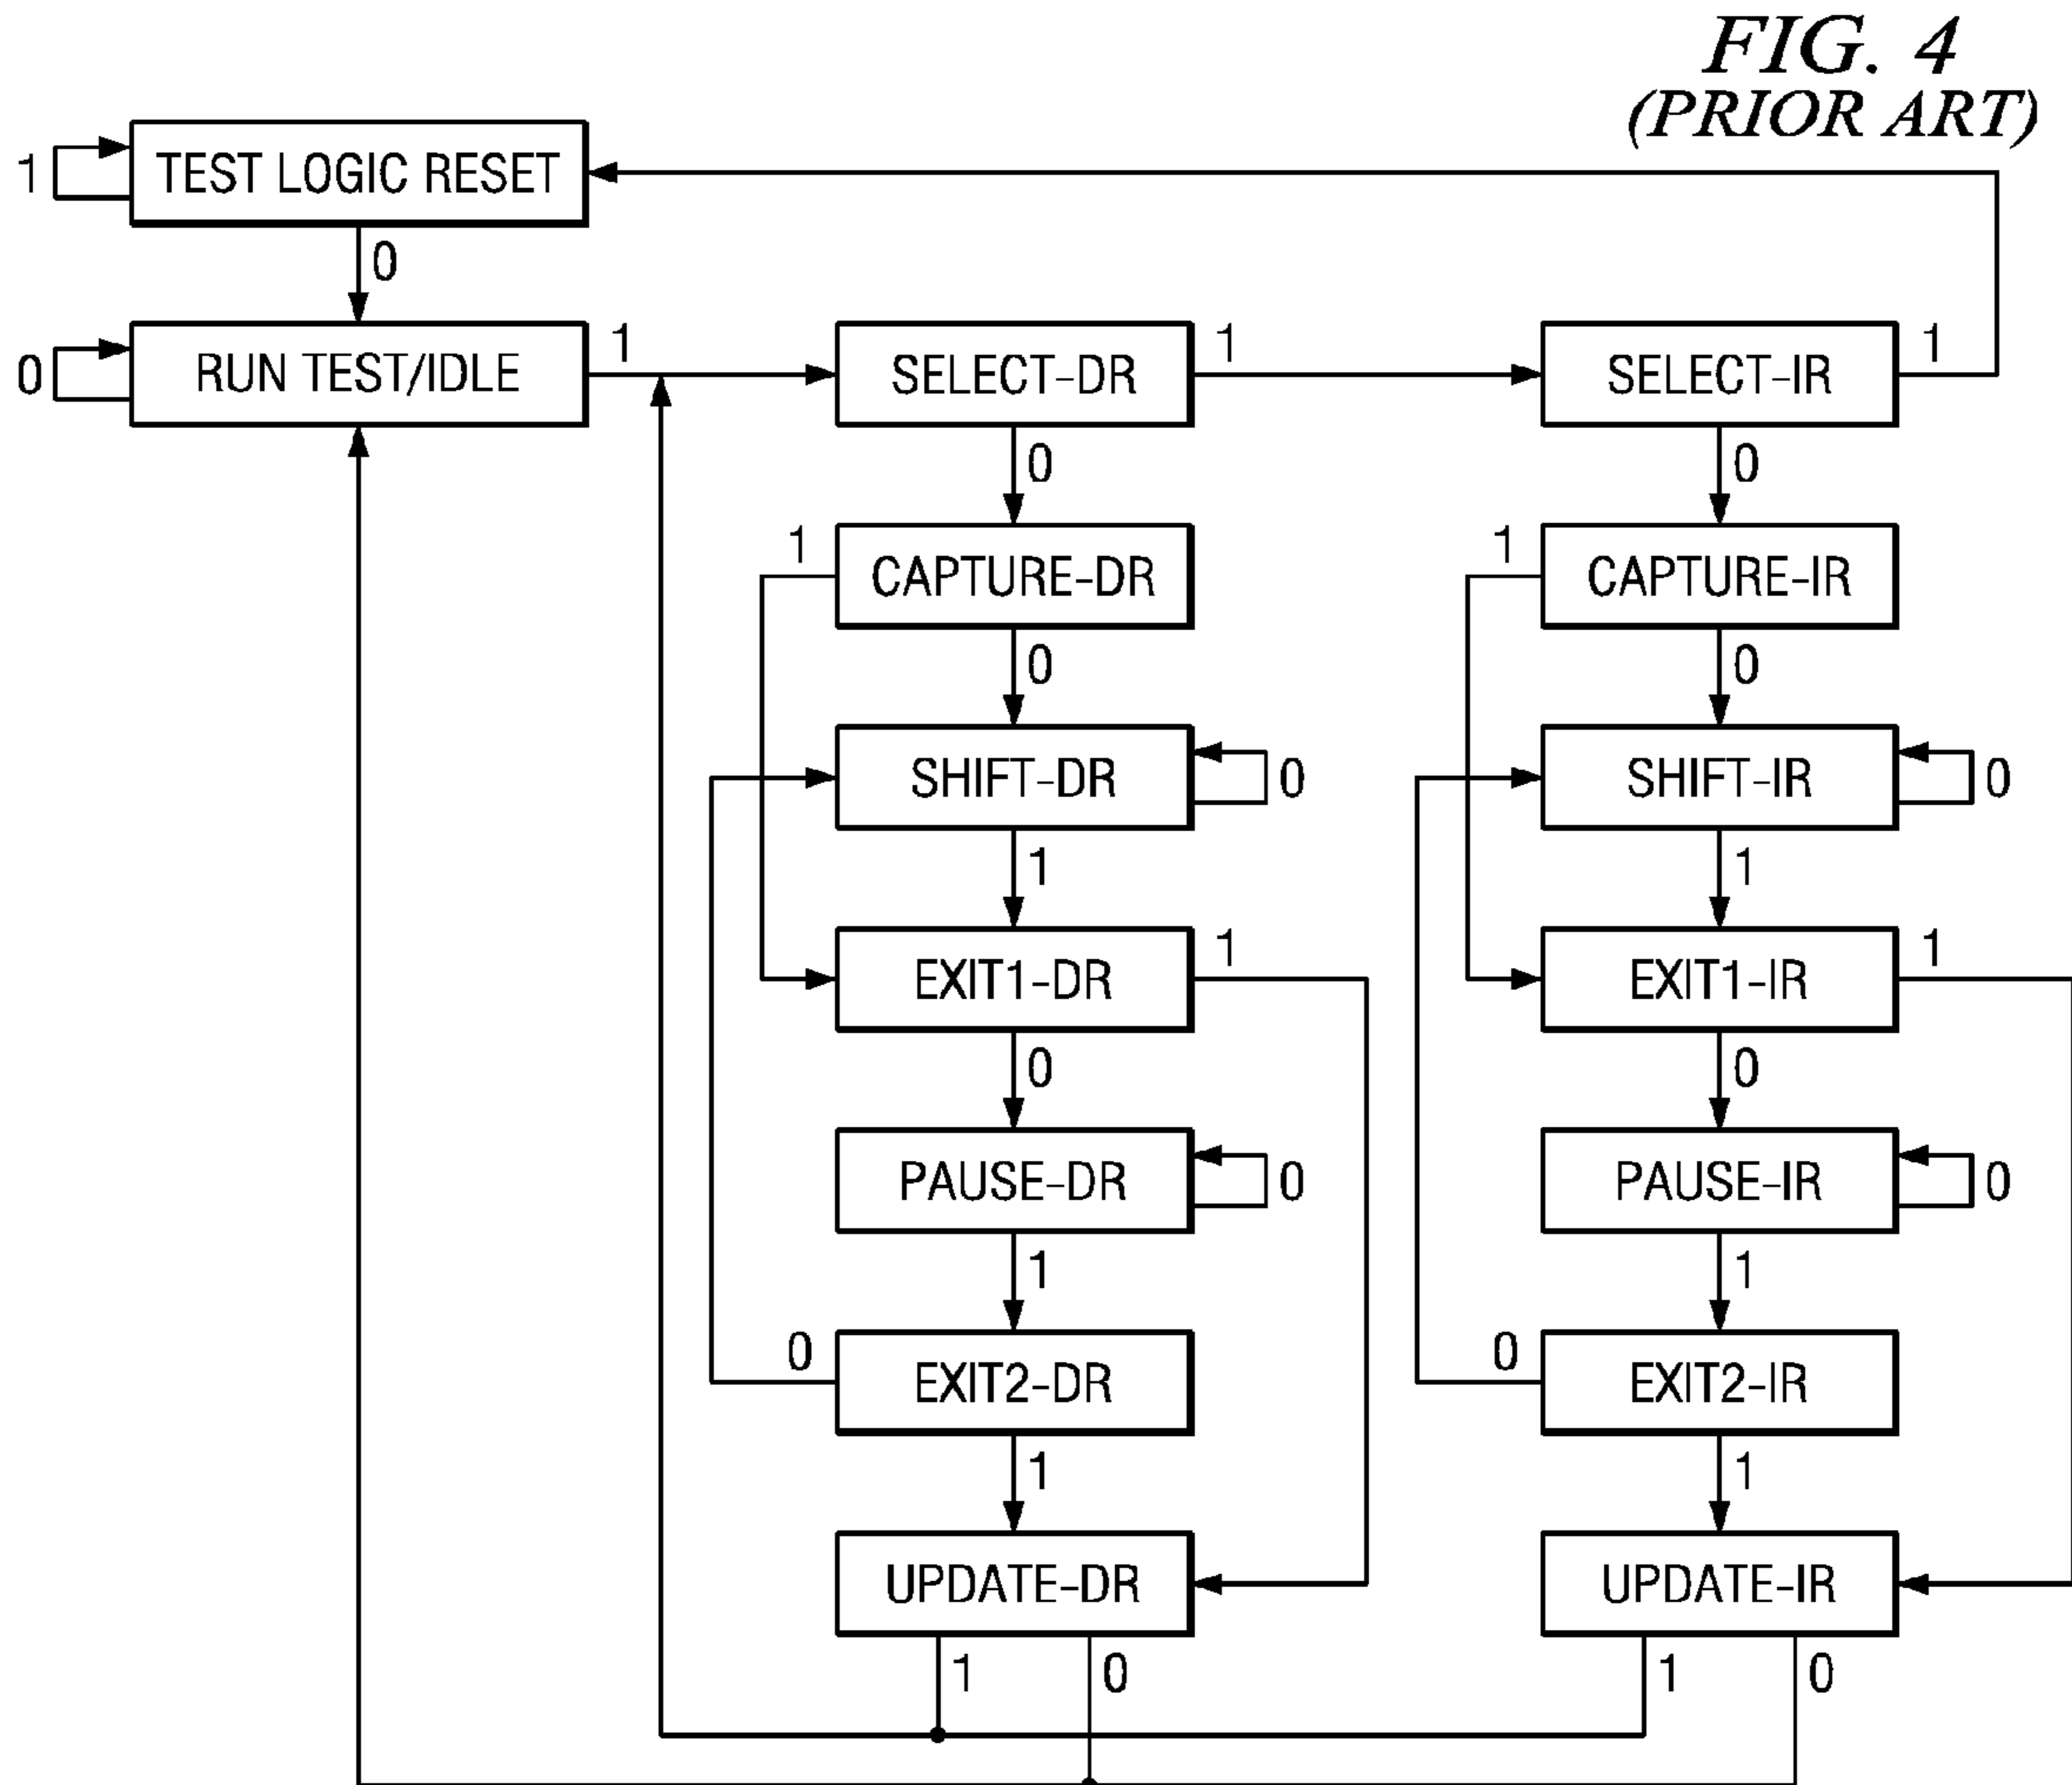 FIG. 4
(PRIOR ART)
1
TEST LOGIC RESET
0
0
RUN TEST/IDLE
1
SELECT-DR
1
SELECT-IR
1
0
0
1
CAPTURE-DR
1
CAPTURE-IR
0
0
SHIFT-DR
0
SHIFT-IR
0
1
1
EXIT1-DR
1
EXIT1-IR
1
0
0
PAUSE-DR
0
PAUSE-IR
0
1
1
0
EXIT2-DR
0
EXIT2-IR
1
1
UPDATE-DR
UPDATE-IR
1
0
1
0